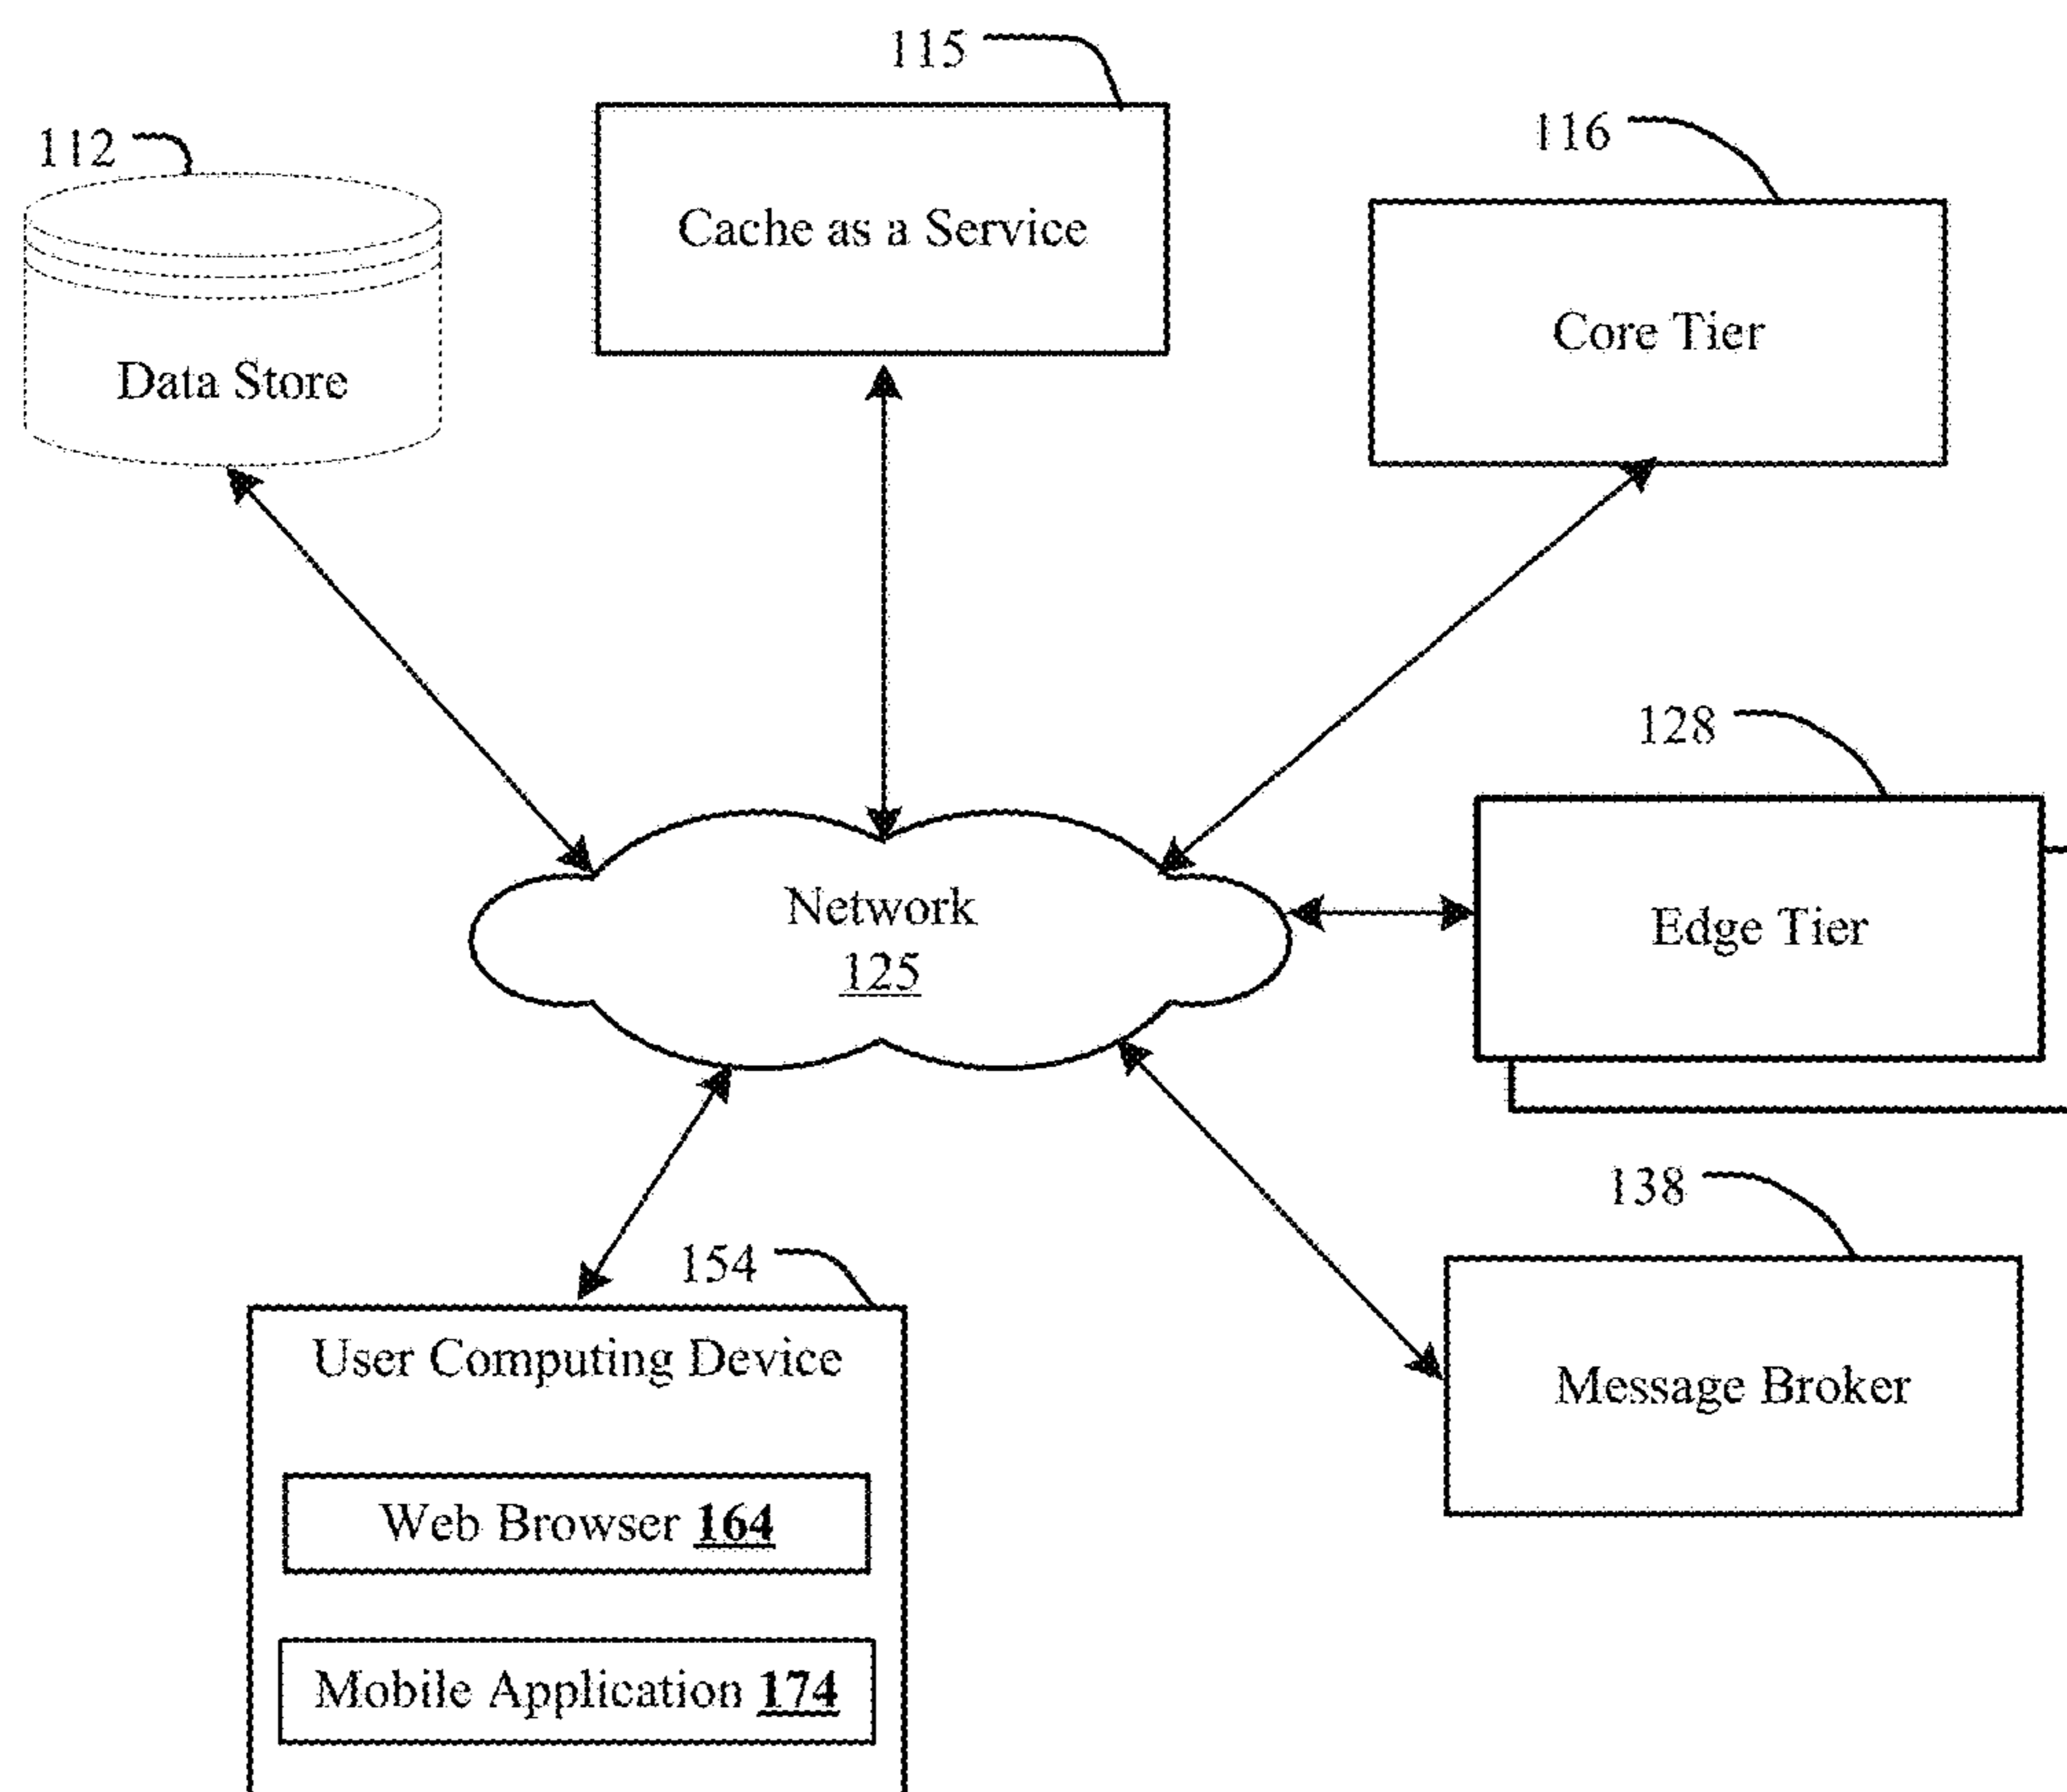 115
112
116
Cache as a Service
Core Tier
Data Store
128
Network
125
Edge Tier
138
154
User Computing Device
Message Broker
Web Browser 164
Mobile Application 174